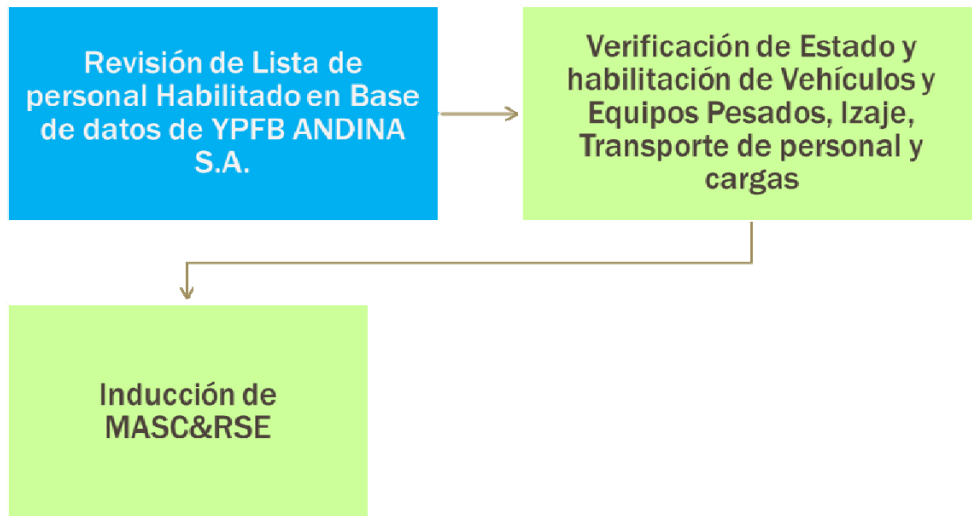 Revisión de Lista de
personal Habilitado en Base
de datos de YPFB ANDINA
S.A.
Verificación de Estado y
habilitación de Vehículos y
Equipos Pesados, Izaje,
Transporte de personal y
cargas
Inducción de
MASC&RSE